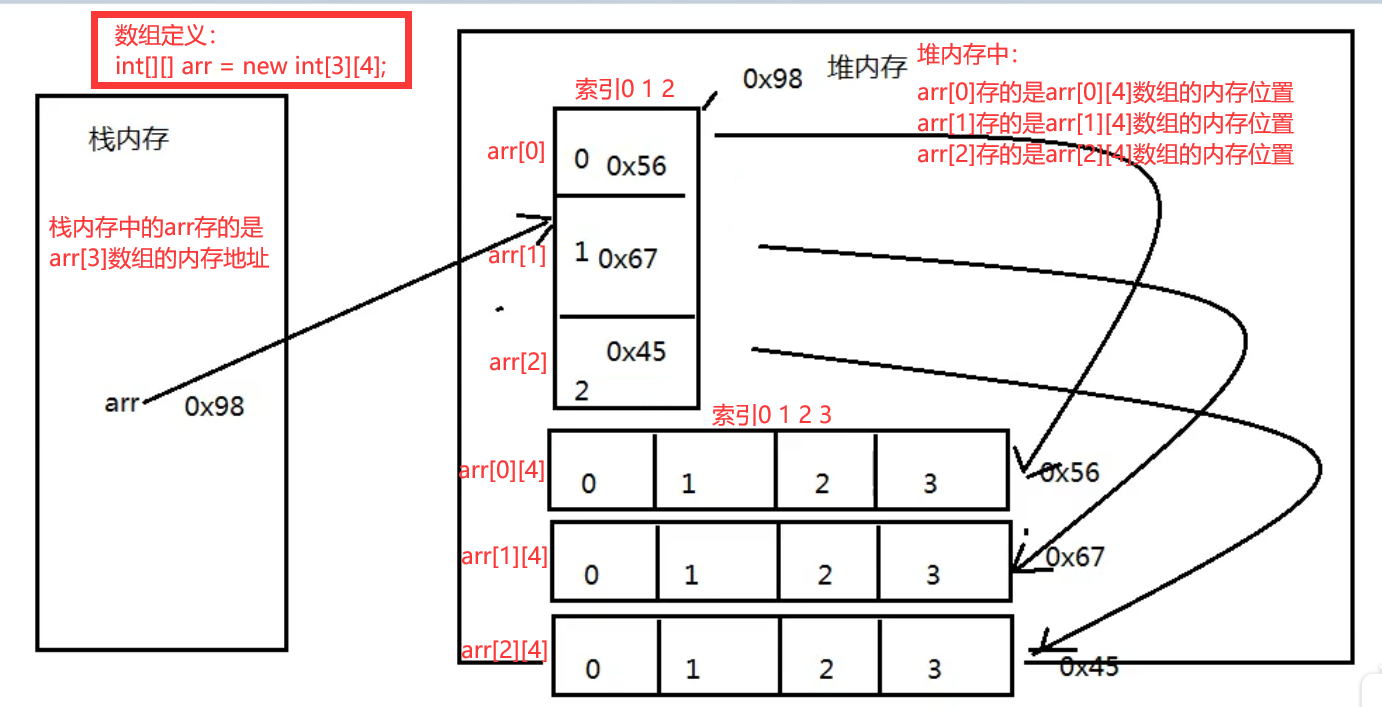 数组定义：
int[][] arr = new int[3][4];
栈内存
栈内存中的arr存的是
arr[3]数组的内存地址
arr 0x98
0x98 堆内存
堆内存中：
arr[0]存的是arr[0][4]数组的内存位置
arr[1]存的是arr[1][4]数组的内存位置
arr[2]存的是arr[2][4]数组的内存位置
索引0 1 2
arr[0] 0 0x56
arr[1] 1 0x67
arr[2] 0x45
2
索引0 1 2 3
arr[0][4] 0 1 2 3 0x56
arr[1][4] 0 1 2 3 0x67
arr[2][4] 0 1 2 3 0x45